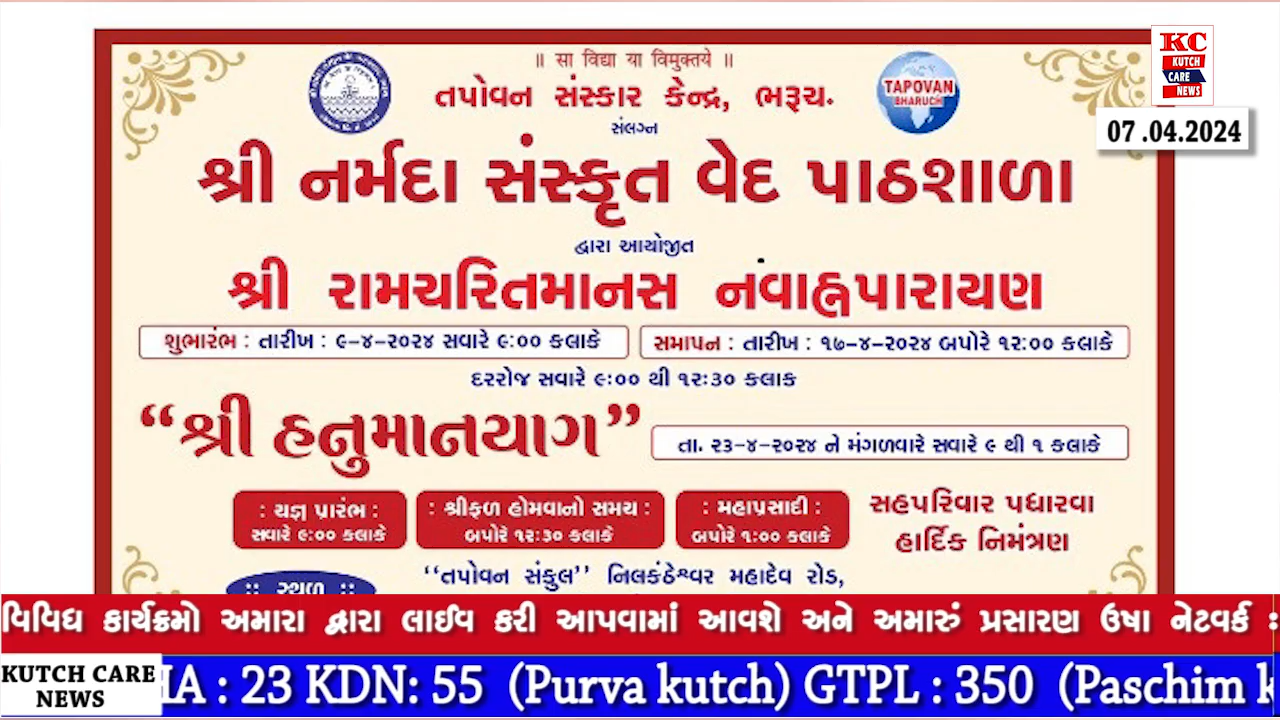 ॥ सा विद्या या विमुक्तये ॥
તપોવન સંસ્કાર કેન્દ્ર, ભરૂચ.
TAPOVAN
BHARUCH
સંલગ્ન
શ્રી નર્મદા સંસ્કૃત વેદ પાઠશાળા
દ્વારા આયોજીત
શ્રી રામચરિતમાનસ નવાહ્નપારાયણ
શુભારંભ : તારીખ : ૯-૪-૨૦૨૪ સવારે ૯:૦૦ કલાકે
સમાપન : તારીખ : ૧૭-૪-૨૦૨૪ બપોરે ૧૨:૦૦ કલાકે
દરરોજ સવારે ૯:૦૦ થી ૧૨:૩૦ કલાક
“શ્રી હનુમાનયાગ”
તા. ૨૩-૪-૨૦૨૪ ને મંગળવારે સવારે ૯ થી ૧ કલાકે
: યજ્ઞ પ્રારંભ :
સવારે ૯:૦૦ કલાકે
: શ્રીફળ હોમવાનો સમય :
બપોરે ૧૨:૩૦ કલાકે
: મહાપ્રસાદી :
બપોરે ૧:૦૦ કલાકે
સહપરિવાર પધારવા
હાર્દિક નિમંત્રણ
:: સ્થળ ::
“તપોવન સંકુલ” નિલકંઠેશ્વર મહાદેવ રોડ,
KC
KUTCH
CARE
NEWS
07 .04.2024
વિવિધ કાર્યક્રમો અમારા દ્વારા લાઈવ કરી આપવામાં આવશે અને અમારું પ્રસારણ ઉષા નેટવર્ક :
KUTCH CARE
NEWS
HA : 23 KDN: 55 (Purva kutch) GTPL : 350 (Paschim k